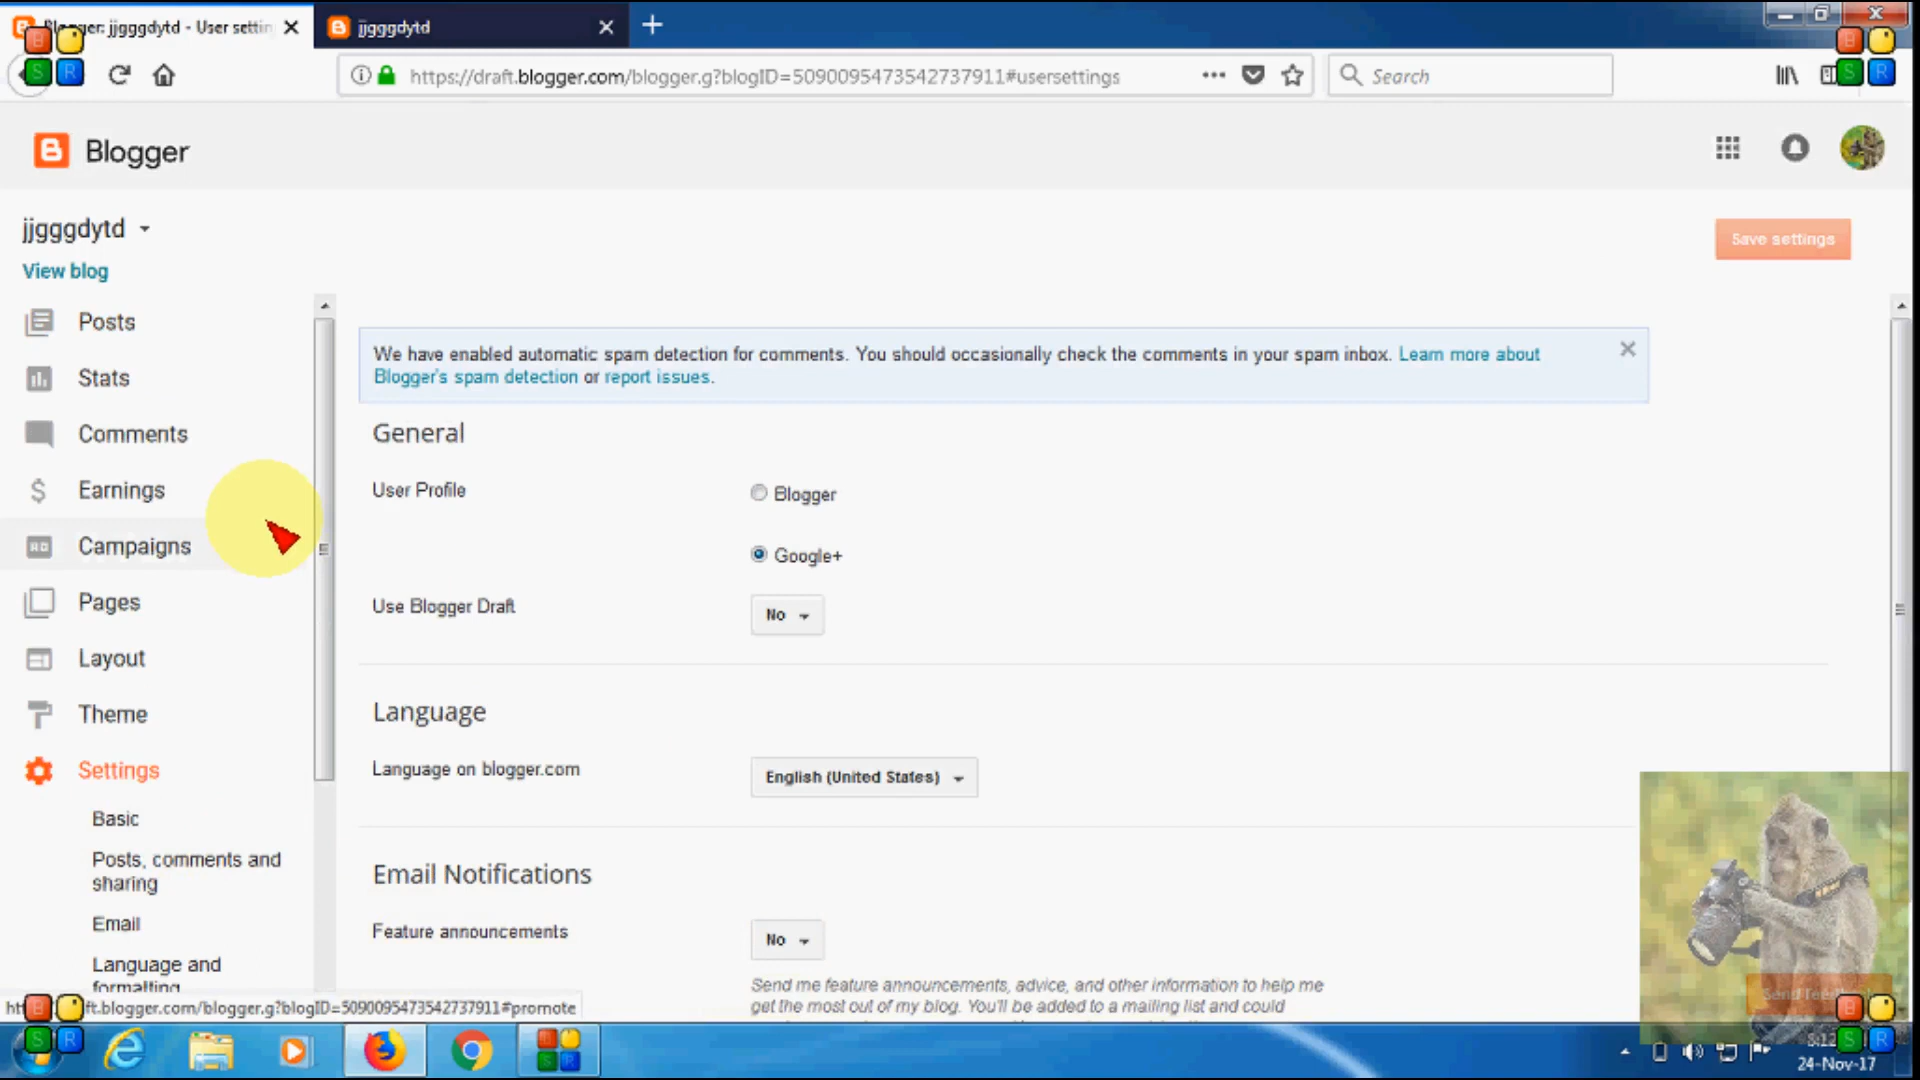 Blogger: jjgggdytd - User settin
jjgggdytd
https://draft.blogger.com/blogger.g?blogID=5090095473542737911#usersettings
Search
Blogger
jjgggdytd
View blog
Save settings
Posts
Stats
Comments
Earnings
Campaigns
Pages
Layout
Theme
Settings
Basic
Posts, comments and
sharing
Email
Language and
formatting
We have enabled automatic spam detection for comments. You should occasionally check the comments in your spam inbox. Learn more about
Blogger's spam detection or report issues.
General
User Profile
Blogger
Google+
Use Blogger Draft
No
Language
Language on blogger.com
English (United States)
Email Notifications
Feature announcements
No
Send me feature announcements, advice, and other information to help me
get the most out of my blog. You'll be added to a mailing list and could
Send feedback
ft.blogger.com/blogger.g?blogID=5090095473542737911#promote
B
S R
B
S R
B
S R
B
S R
24-Nov-17